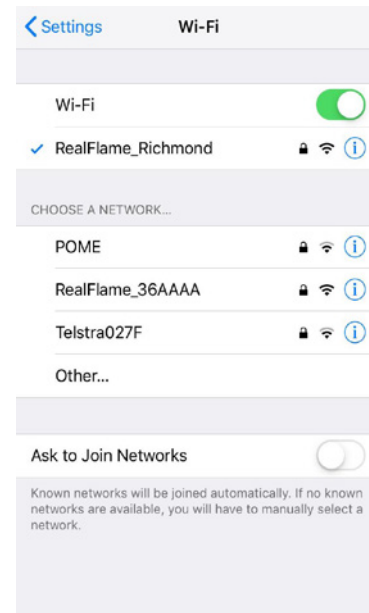 Settings Wi-Fi
Wi-Fi
RealFlame_Richmond
CHOOSE A NETWORK...
POME
RealFlame_36AAAA
Telstra027F
Other...
Ask to Join Networks
Known networks will be joined automatically. If no known
networks are available, you will have to manually select a
network.